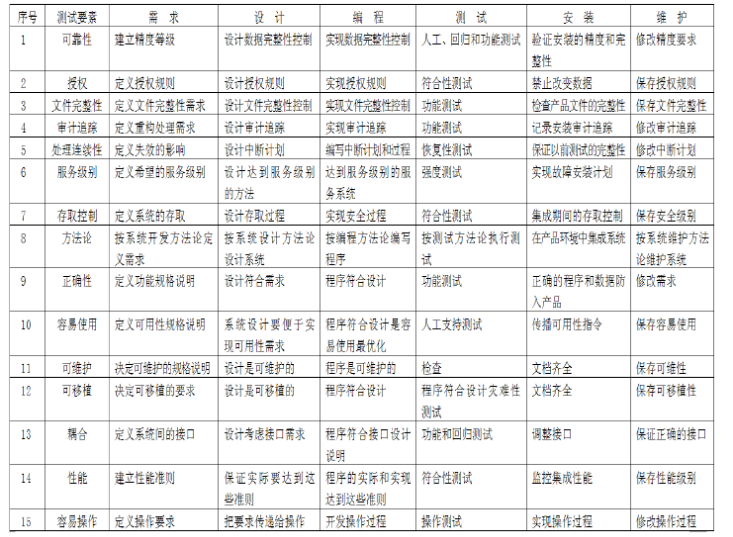 序号 测试要素 需 求 设 计 编 程 测 试 安 装 维 护
1 可靠性 建立精度等级 设计数据完整性控制 实现数据完整性控制 人工、回归和功能测试 验证安装的精度和完 修改精度要求
整性
2 授权 定义授权规则 设计授权规则 实现授权规则 符合性测试 禁止改变数据 保存授权规则
3 文件完整性 定义文件完整性需求 设计文件完整性控制 实现文件完整性控制 功能测试 检查产品文件的完整性 保存文件完整性
4 审计追踪 定义重构处理需求 设计审计追踪 实现审计追踪 功能测试 记录安装审计追踪 修改审计追踪
5 处理连续性 定义失效的影响 设计中断计划 编写中断计划和过程 恢复性测试 保证以前测试的完整性 修改中断计划
6 服务级别 定义希望的服务级别 设计达到服务级别 达到服务级别的服 强度测试 实现故障安装计划 保存服务级别
的方法 务系统
7 存取控制 定义系统的存取 设计存取过程 实现安全过程 符合性测试 集成期间的存取控制 保存安全级别
8 方法论 按系统开发方法论定 按系统设计方法论 按编程方法论编写 按测试方法论执行测 在产品环境中集成系统 按系统维护方法
义需求 设计系统 程序 试 论维护系统
9 正确性 定义功能规格说明 设计符合需求 程序符合设计 功能测试 正确的程序和数据防 修改需求
入产品
10 容易使用 定义可用性规格说明 系统设计要便于实 程序符合设计是容 人工支持测试 传播可用性指令 保存容易使用
现可用性需求 易使用最优化
11 可维护 决定可维护的规格说明 设计是可维护的 程序是可维护的 检查 文档齐全 保存可维性
12 可移植 决定可移植的要求 设计是可移植的 程序符合设计 程序符合设计灾难性 文档齐全 保存可移植性
测试
13 耦合 定义系统间的接口 设计考虑接口需求 程序符合接口设计 功能和回归测试 调整接口 保证正确的接口
说明
14 性能 建立性能准则 保证实际要达到这 程序的实际和实现 符合性测试 监控集成性能 保存性能级别
些准则 达到这些准则
15 容易操作 定义操作要求 把要求传递给操作 开发操作过程 操作测试 实现操作过程 修改操作过程